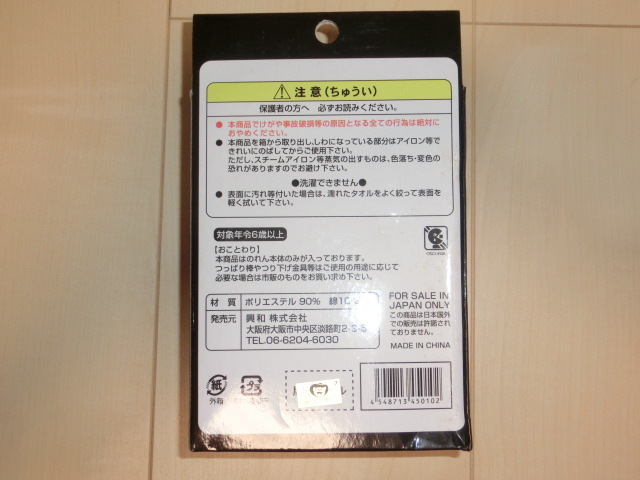 注意（ちゅうい）
保護者の方へ 必ずお読みください。
● 本商品でけがや事故破損等の原因となる全ての行為は絶対に
おやめください。
● 本商品を箱から取り出し、しわになっている部分はアイロン等で
きれいにのばしてからご使用下さい。
ただし、スチームアイロン等蒸気の出すものは、色落ち・変色の
恐れがありますのでお避け下さい。
●洗濯できません●
● 表面に汚れ等付いた場合は、濡れたタオルをよく絞って表面を
軽く拭いて下さい。
対象年令6歳以上
【おことわり】
本商品はのれん本体のみが入っております。
つっぱり棒やつり下げ金具等はご使用の用途に応じて
必要な場合は市販のものをお買い求め下さい。
材質 ポリエステル 90% 綿10%
発売元 興和 株式会社
大阪府大阪市中央区淡路町2-3-5
TEL.06-6204-6030
FOR SALE IN
JAPAN ONLY
この商品は日本国外
での販売は許諾され
ておりません。
MADE IN CHINA
紙
外箱
プラ
4 548713 450102